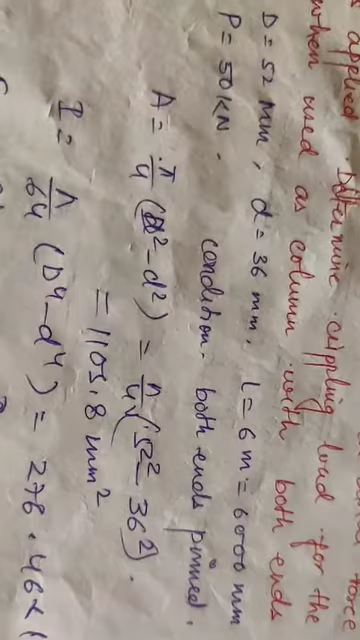 applied. Determine crippling load for the
when used as column with both ends
D = 52 mm, d = 36 mm, l = 6 m = 6000 mm
P = 50 KN.
condition. both ends pinned.
A = π/4 (D² - d²) = π/4 (52² - 36²).
= 1105.8 mm²
I = π/64 (D⁴ - d⁴) = 276.46 × (